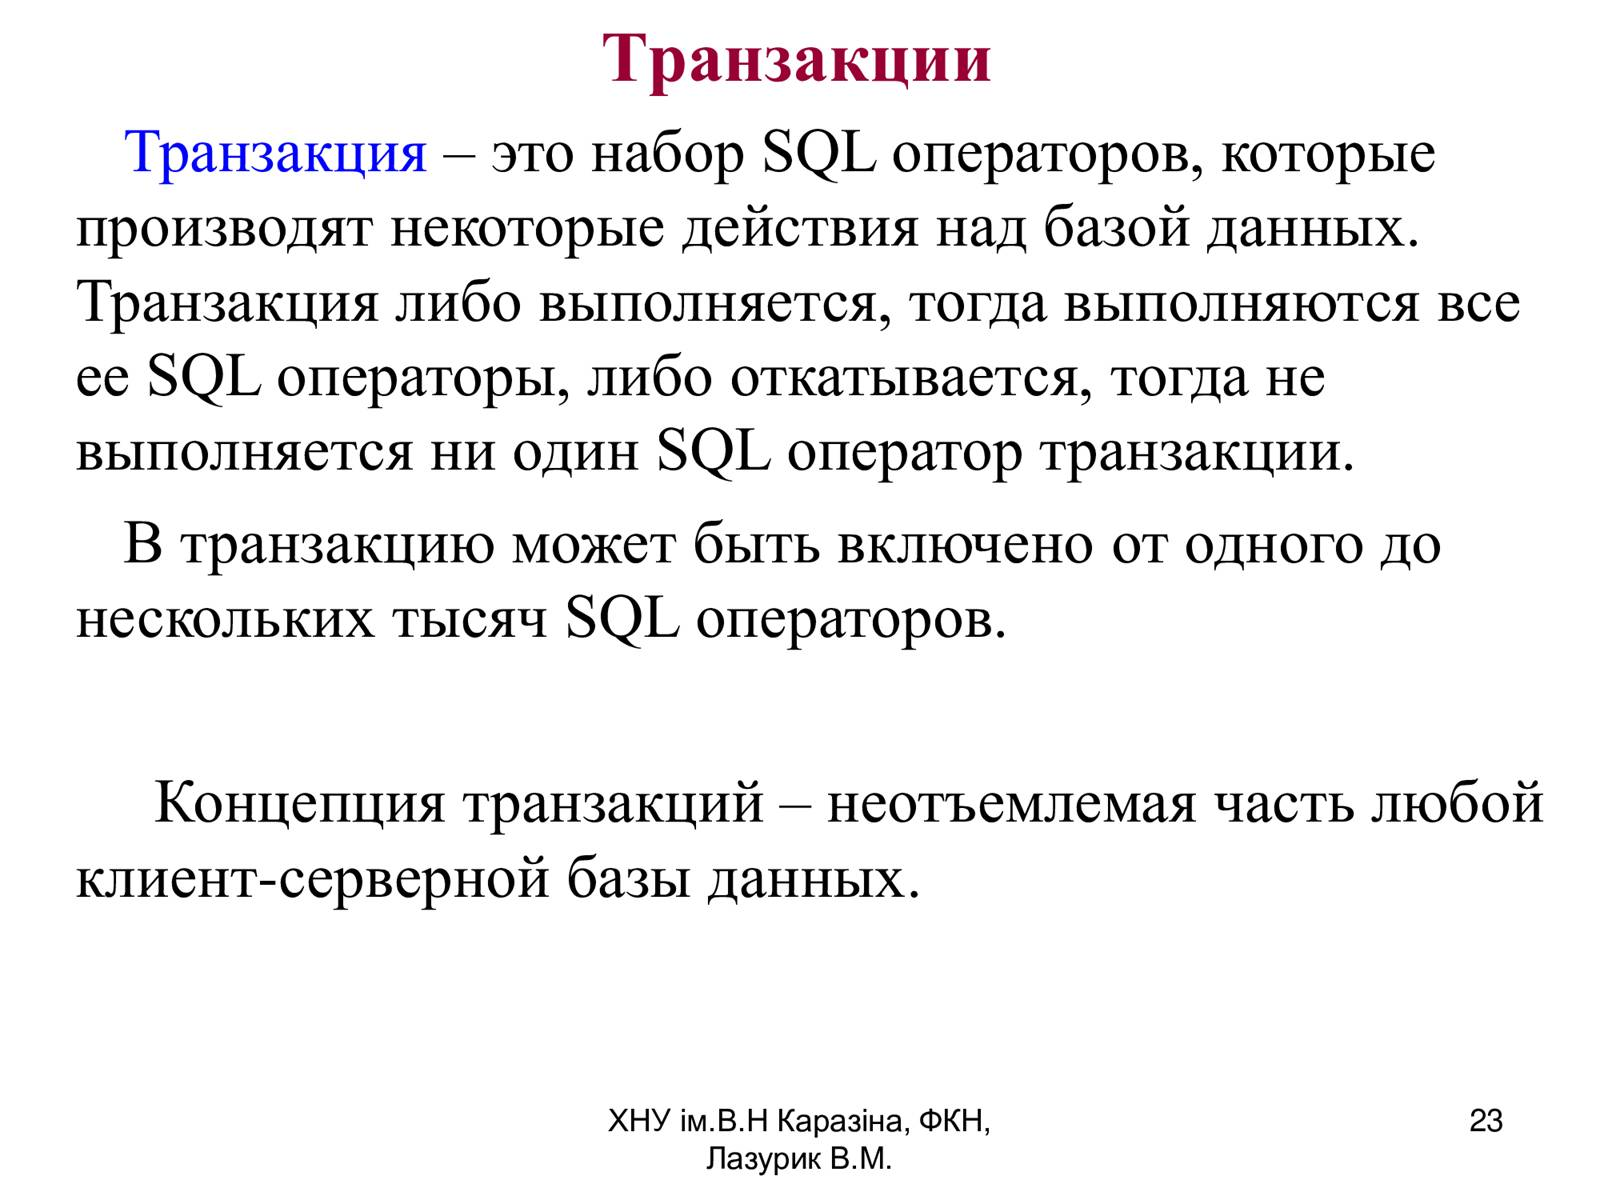 Транзакции
Транзакция – это набор SQL операторов, которые
производят некоторые действия над базой данных.
Транзакция либо выполняется, тогда выполняются все
ее SQL операторы, либо откатывается, тогда не
выполняется ни один SQL оператор транзакции.
В транзакцию может быть включено от одного до
нескольких тысяч SQL операторов.
Концепция транзакций – неотъемлемая часть любой
клиент-серверной базы данных.
ХНУ ім.В.Н Каразіна, ФКН,
Лазурик В.М.
23